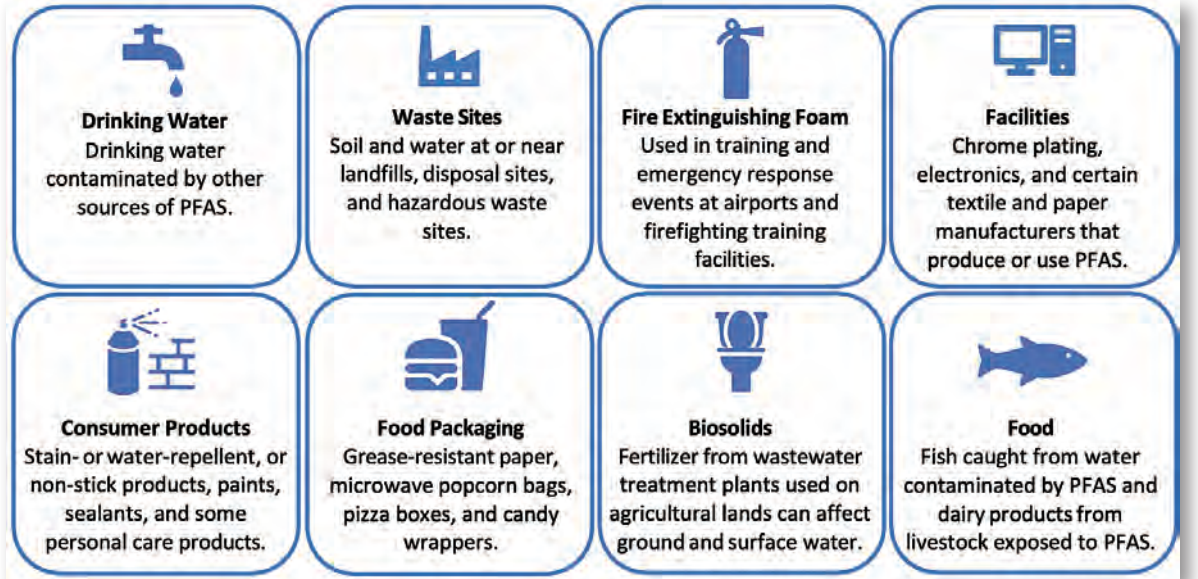 Drinking Water
Drinking water
contaminated by other
sources of PFAS.
Waste Sites
Soil and water at or near
landfills, disposal sites,
and hazardous waste
sites.
Fire Extinguishing Foam
Used in training and
emergency response
events at airports and
firefighting training
facilities.
Facilities
Chrome plating,
electronics, and certain
textile and paper
manufacturers that
produce or use PFAS.
Consumer Products
Stain- or water-repellent, or
non-stick products, paints,
sealants, and some
personal care products.
Food Packaging
Grease-resistant paper,
microwave popcorn bags,
pizza boxes, and candy
wrappers.
Biosolids
Fertilizer from wastewater
treatment plants used on
agricultural lands can affect
ground and surface water.
Food
Fish caught from water
contaminated by PFAS and
dairy products from
livestock exposed to PFAS.